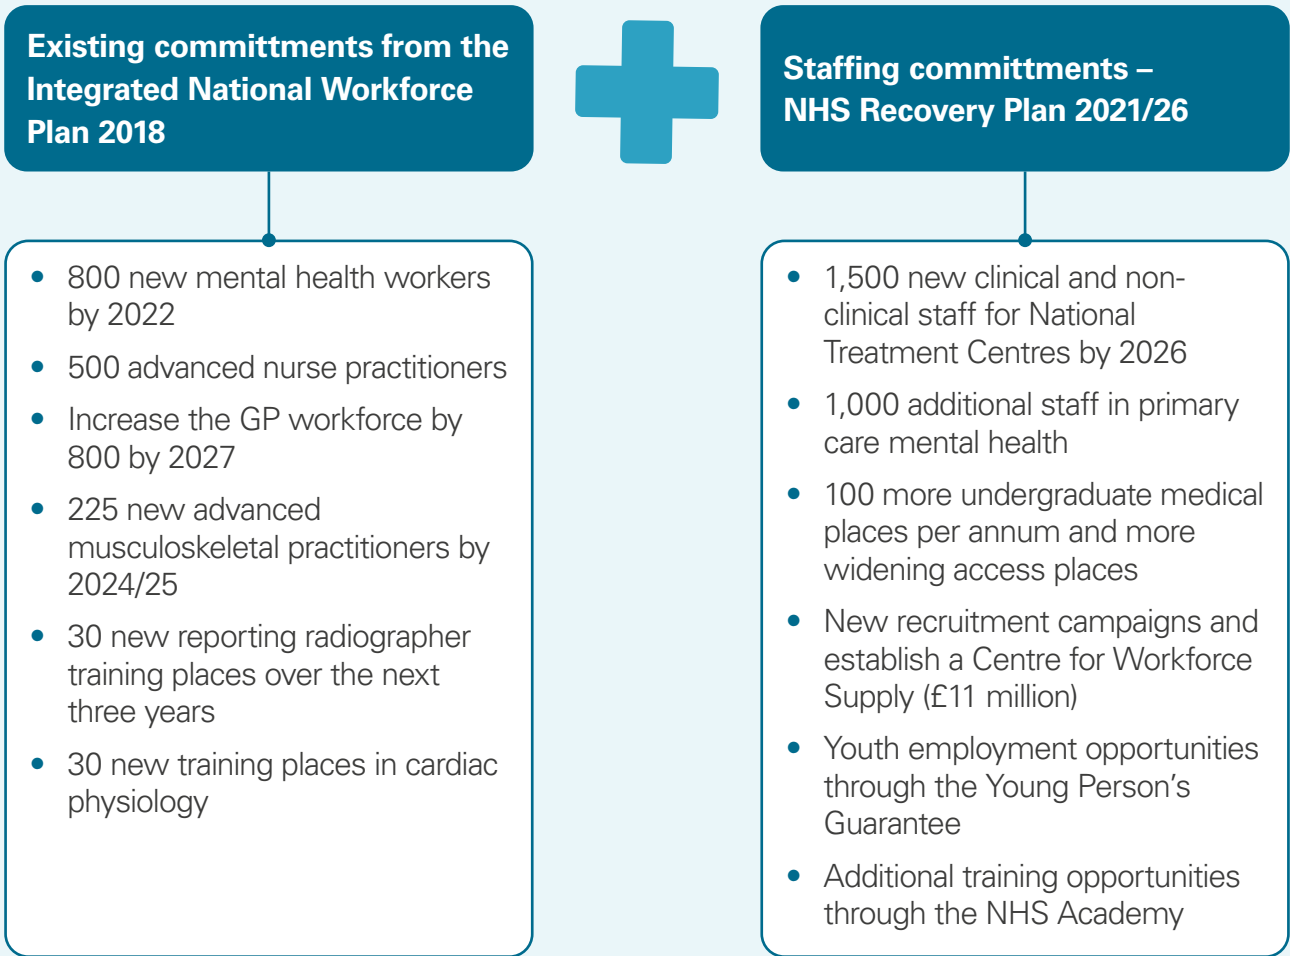 Existing committments from the
Integrated National Workforce
Plan 2018
• 800 new mental health workers
by 2022
• 500 advanced nurse practitioners
• Increase the GP workforce by
800 by 2027
• 225 new advanced
musculoskeletal practitioners by
2024/25
• 30 new reporting radiographer
training places over the next
three years
• 30 new training places in cardiac
physiology
Staffing committments –
NHS Recovery Plan 2021/26
• 1,500 new clinical and non-
clinical staff for National
Treatment Centres by 2026
• 1,000 additional staff in primary
care mental health
• 100 more undergraduate medical
places per annum and more
widening access places
• New recruitment campaigns and
establish a Centre for Workforce
Supply (£11 million)
• Youth employment opportunities
through the Young Person’s
Guarantee
• Additional training opportunities
through the NHS Academy